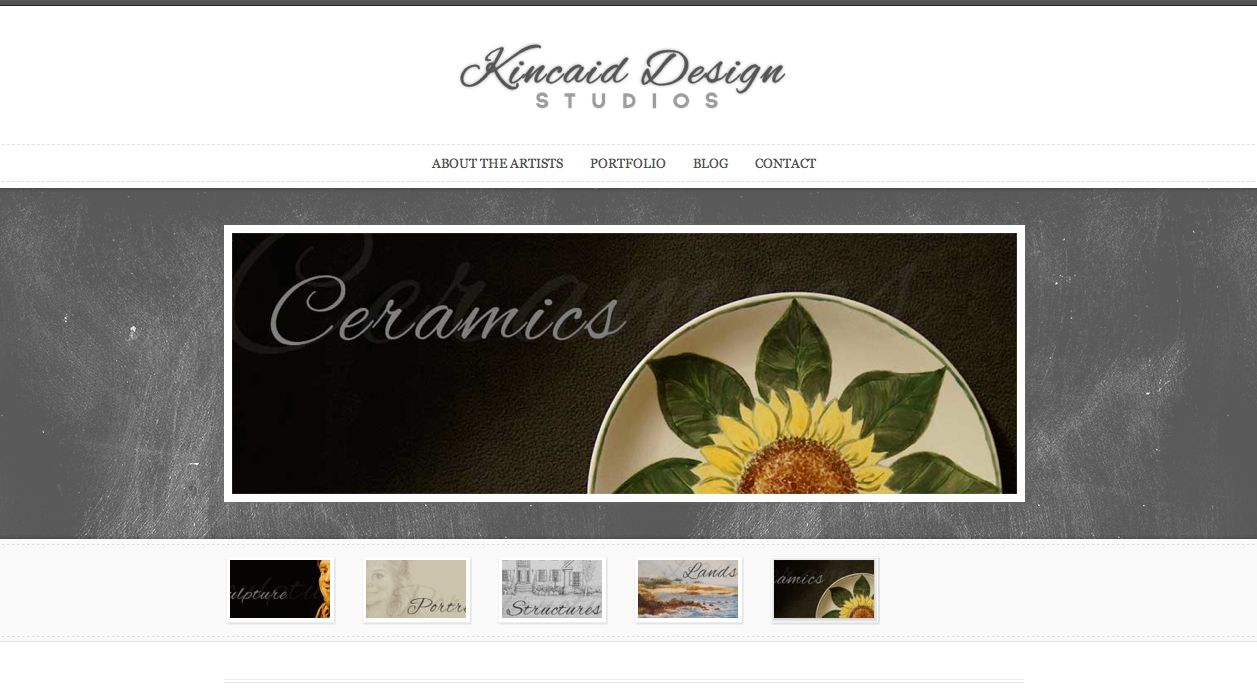 Kincaid Design
STUDIOS
ABOUT THE ARTISTS PORTFOLIO BLOG CONTACT
Ceramics
ulpture
Portr
Structures
Lands
amics